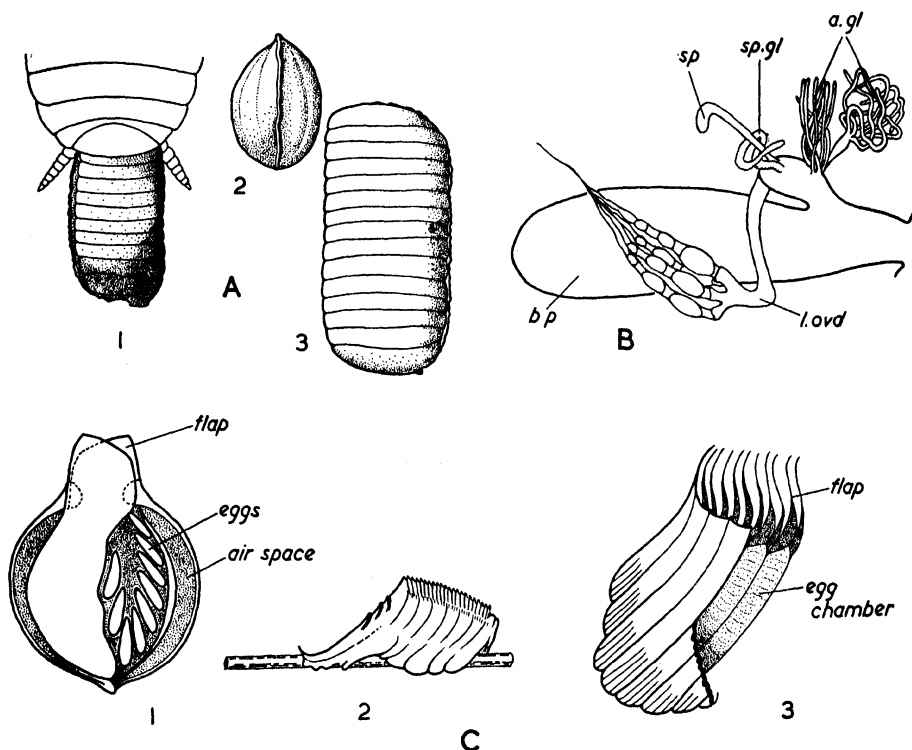 1
2
3
A
sp
sp.gl
a.gl
b p
l.ovd
B
flap
eggs
air space
1
2
flap
egg
chamber
3
C